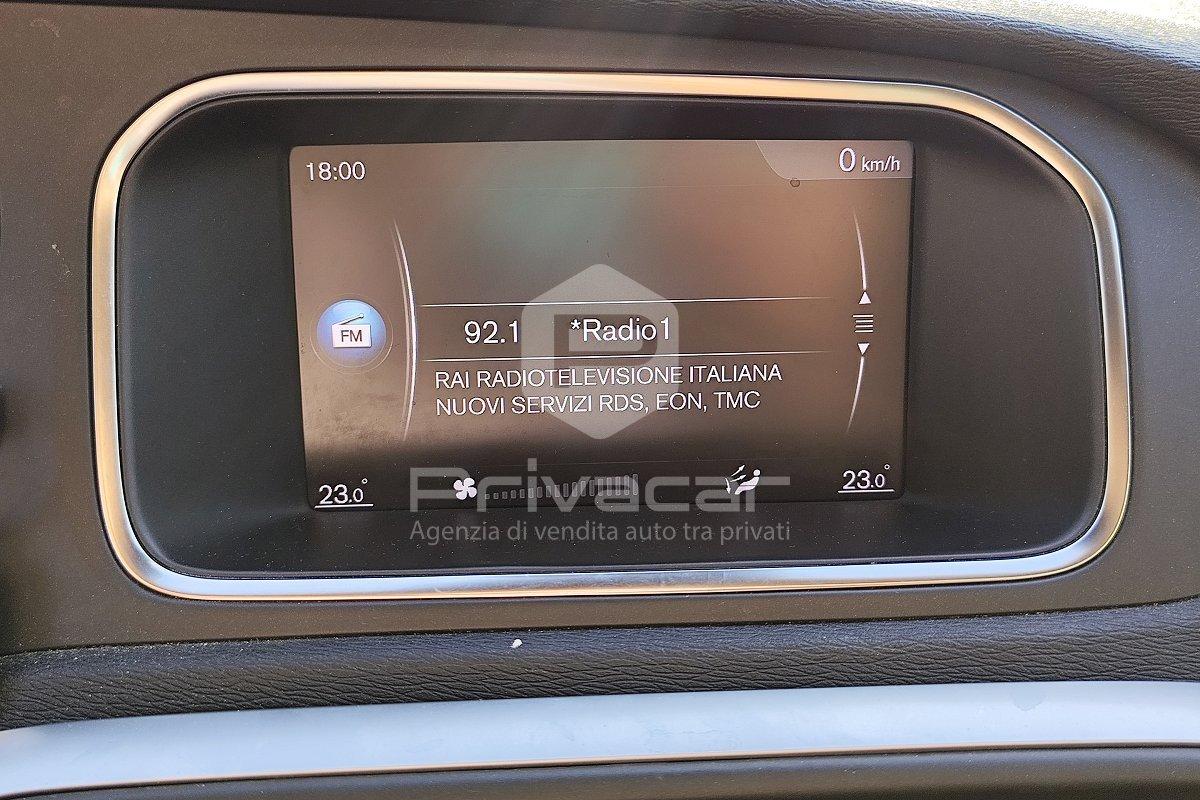 18:00
0 km/h
FM
92.1 *Radio1
RAI RADIOTELEVISIONE ITALIANA
NUOVI SERVIZI RDS, EON, TMC
23.0°
23.0°
Privacar
Agenzia di vendita auto tra privati